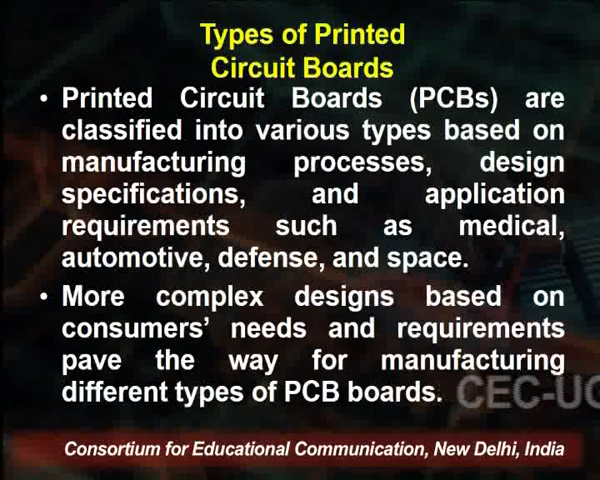 Types of Printed
Circuit Boards
• Printed Circuit Boards (PCBs) are
classified into various types based on
manufacturing processes, design
specifications, and application
requirements such as medical,
automotive, defense, and space.
• More complex designs based on
consumers' needs and requirements
pave the way for manufacturing
different types of PCB boards.
CEC-UG
Consortium for Educational Communication, New Delhi, India